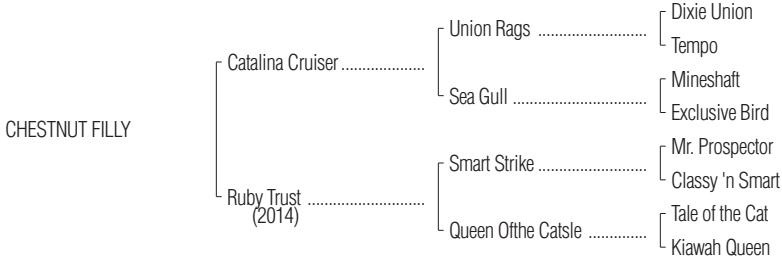 Dixie Union
Union Rags ..........................
Tempo
Catalina Cruiser ....................
Mineshaft
Sea Gull ................................
Exclusive Bird
CHESTNUT FILLY
Mr. Prospector
Smart Strike ..........................
Classy 'n Smart
Ruby Trust ............................
(2014)
Tale of the Cat
Queen Ofthe Catsle ..............
Kiawah Queen